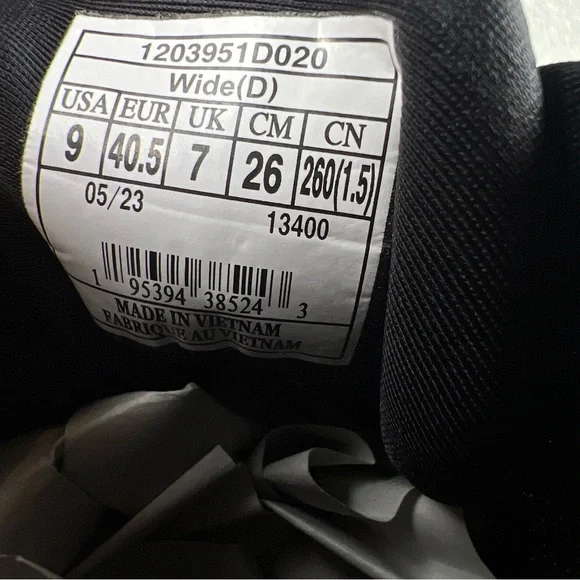 1203951D020
Wide(D)
USA EUR UK CM CN
9 40.5 7 26 260(1.5)
05/23 13400
1 95394 38524 3
MADE IN VIETNAM
FABRIQUE AU VIETNAM